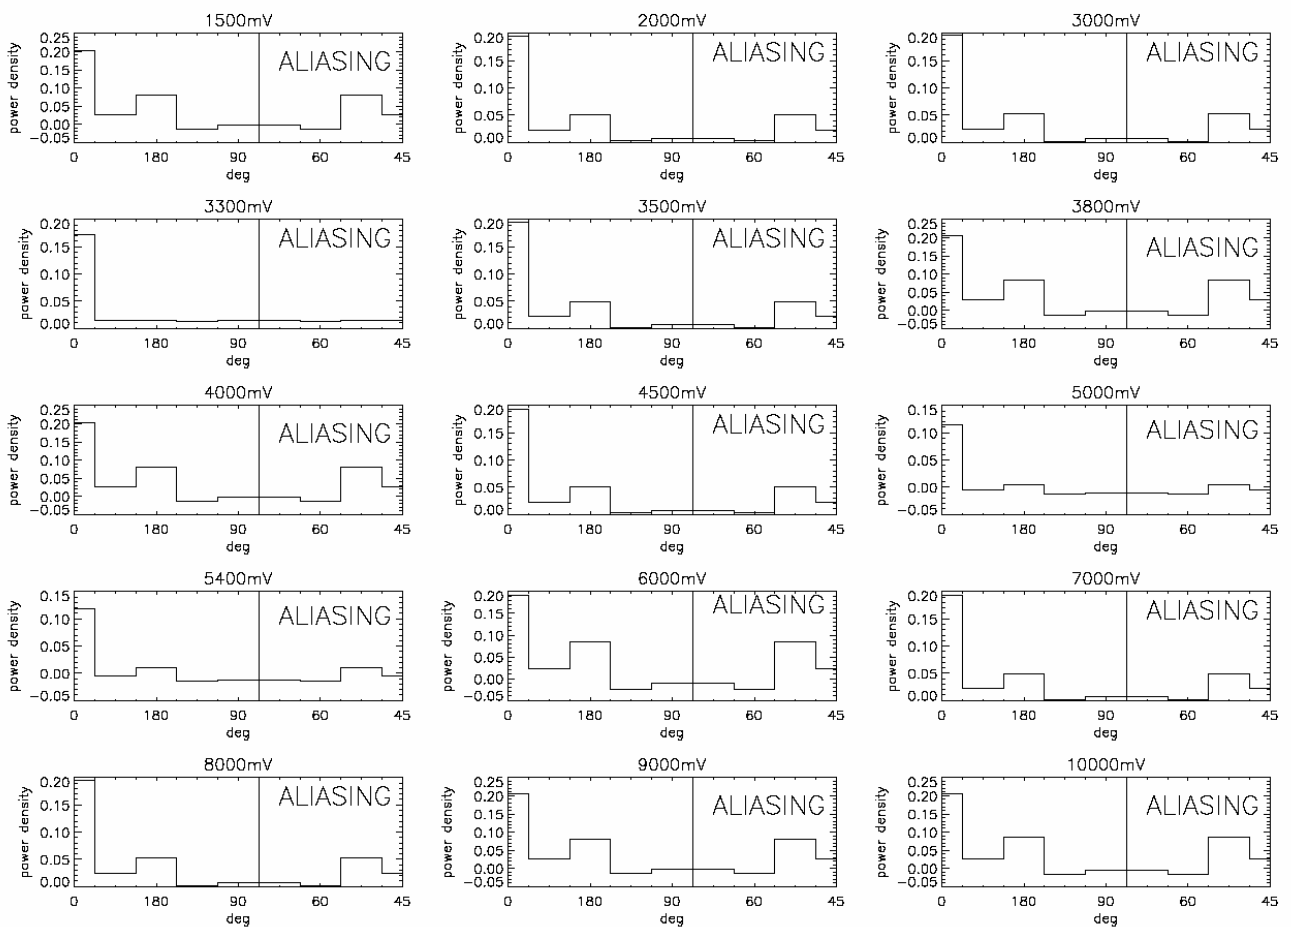 1500mV
power density
0.25
0.20
0.15
0.10
0.05
0.00
−0.05
ALIASING
0 180 90 60 45
deg
2000mV
power density
0.20
0.15
0.10
0.05
0.00
ALIASING
0 180 90 60 45
deg
3000mV
power density
0.20
0.15
0.10
0.05
0.00
ALIASING
0 180 90 60 45
deg
3300mV
power density
0.20
0.15
0.10
0.05
0.00
ALIASING
0 180 90 60 45
deg
3500mV
power density
0.20
0.15
0.10
0.05
0.00
ALIASING
0 180 90 60 45
deg
3800mV
power density
0.25
0.20
0.15
0.10
0.05
0.00
−0.05
ALIASING
0 180 90 60 45
deg
4000mV
power density
0.25
0.20
0.15
0.10
0.05
0.00
−0.05
ALIASING
0 180 90 60 45
deg
4500mV
power density
0.20
0.15
0.10
0.05
0.00
ALIASING
0 180 90 60 45
deg
5000mV
power density
0.15
0.10
0.05
0.00
−0.05
ALIASING
0 180 90 60 45
deg
5400mV
power density
0.15
0.10
0.05
0.00
−0.05
ALIASING
0 180 90 60 45
deg
6000mV
power density
0.20
0.15
0.10
0.05
0.00
−0.05
ALIASING
0 180 90 60 45
deg
7000mV
power density
0.20
0.15
0.10
0.05
0.00
ALIASING
0 180 90 60 45
deg
8000mV
power density
0.20
0.15
0.10
0.05
0.00
ALIASING
0 180 90 60 45
deg
9000mV
power density
0.25
0.20
0.15
0.10
0.05
0.00
−0.05
ALIASING
0 180 90 60 45
deg
10000mV
power density
0.25
0.20
0.15
0.10
0.05
0.00
−0.05
ALIASING
0 180 90 60 45
deg